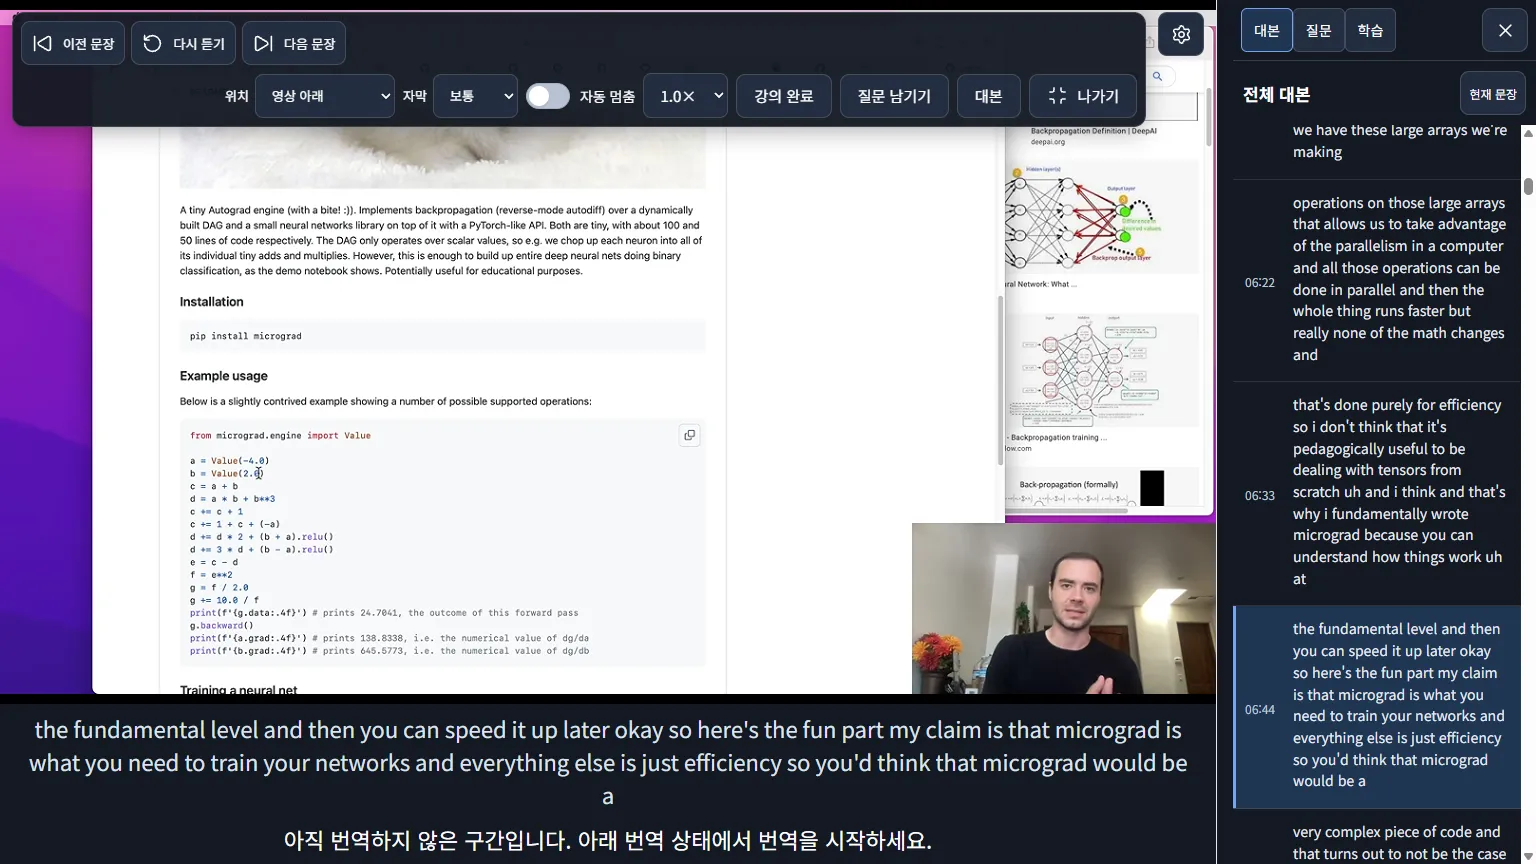 이전 문장
다시 듣기
다음 문장
위치
영상 아래
자막
보통
자동 멈춤
1.0×
강의 완료
질문 남기기
대본
나가기
A tiny Autograd engine (with a bite! :)). Implements backpropagation (reverse-mode autodiff) over a dynamically
built DAG and a small neural networks library on top of it with a PyTorch-like API. Both are tiny, with about 100 and
50 lines of code respectively. The DAG only operates over scalar values, so e.g. we chop up each neuron into all of
its individual tiny adds and multiplies. However, this is enough to build up entire deep neural nets doing binary
classification, as the demo notebook shows. Potentially useful for educational purposes.
Installation
pip install micrograd
Example usage
Below is a slightly contrived example showing a number of possible supported operations:
from micrograd.engine import Value
a = Value(-4.0)
b = Value(2.0)
c = a + b
d = a * b + b**3
c += c + 1
c += 1 + c + (-a)
d += d * 2 + (b + a).relu()
d += 3 * d + (b - a).relu()
e = c - d
f = e**2
g = f / 2.0
g += 10.0 / f
print(f'{g.data:.4f}') # prints 24.7041, the outcome of this forward pass
g.backward()
print(f'{a.grad:.4f}') # prints 138.8338, i.e. the numerical value of dg/da
print(f'{b.grad:.4f}') # prints 645.5773, i.e. the numerical value of dg/db
Training a neural net
Backpropagation Definition | DeepAI
deepai.org
Hidden layer(s)
Output layer
Difference in
desired values
Backprop output layer
ral Network: What ...
- Backpropagation training ...
low.com
Back-propagation (formally)
the fundamental level and then you can speed it up later okay so here's the fun part my claim is that micrograd is
what you need to train your networks and everything else is just efficiency so you'd think that micrograd would be
a
아직 번역하지 않은 구간입니다. 아래 번역 상태에서 번역을 시작하세요.
대본
질문
학습
전체 대본
현재 문장
we have these large arrays we're
making
06:22
operations on those large arrays
that allows us to take advantage
of the parallelism in a computer
and all those operations can be
done in parallel and then the
whole thing runs faster but
really none of the math changes
and
06:33
that's done purely for efficiency
so i don't think that it's
pedagogically useful to be
dealing with tensors from
scratch uh and i think and that's
why i fundamentally wrote
micrograd because you can
understand how things work uh
at
06:44
the fundamental level and then
you can speed it up later okay
so here's the fun part my claim
is that micrograd is what you
need to train your networks and
everything else is just efficiency
so you'd think that micrograd
would be a
very complex piece of code and
that turns out to not be the case